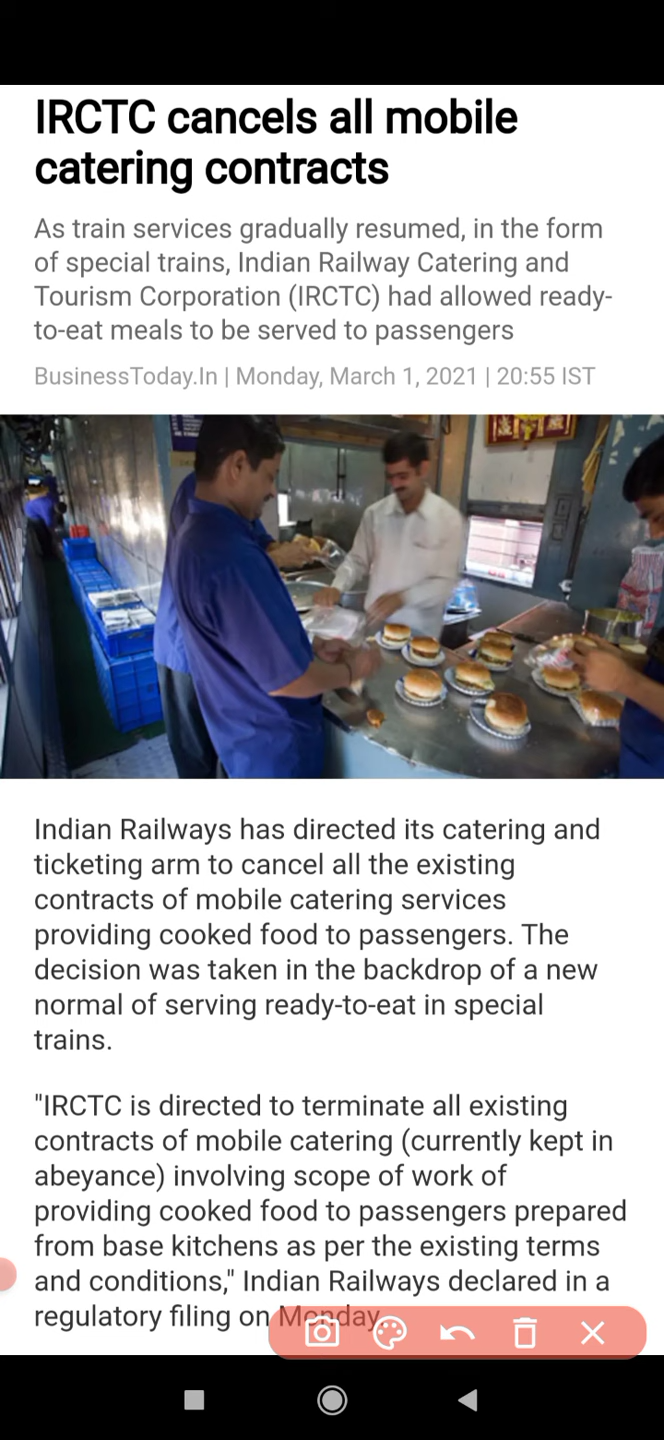 IRCTC cancels all mobile
catering contracts
As train services gradually resumed, in the form
of special trains, Indian Railway Catering and
Tourism Corporation (IRCTC) had allowed ready-
to-eat meals to be served to passengers
BusinessToday.In | Monday, March 1, 2021 | 20:55 IST
Indian Railways has directed its catering and
ticketing arm to cancel all the existing
contracts of mobile catering services
providing cooked food to passengers. The
decision was taken in the backdrop of a new
normal of serving ready-to-eat in special
trains.
"IRCTC is directed to terminate all existing
contracts of mobile catering (currently kept in
abeyance) involving scope of work of
providing cooked food to passengers prepared
from base kitchens as per the existing terms
and conditions," Indian Railways declared in a
regulatory filing on Monday.